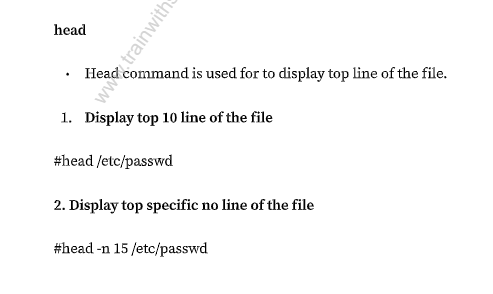 head
• Head command is used for to display top line of the file.
1. Display top 10 line of the file
#head /etc/passwd
2. Display top specific no line of the file
#head -n 15 /etc/passwd
www.trainwiths